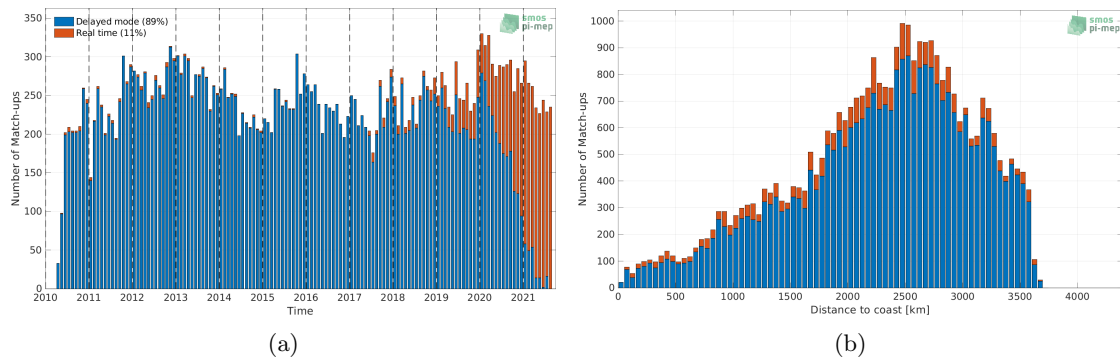 350
300
250
200
150
100
50
0
Number of Match-ups
Delayed mode (89%)
Real time (11%)
smos
pi-mep
2010 2011 2012 2013 2014 2015 2016 2017 2018 2019 2020 2021
Time
(a)
1000
900
800
700
600
500
400
300
200
100
0
Number of Match-ups
smos
pi-mep
0 500 1000 1500 2000 2500 3000 3500 4000
Distance to coast [km]
(b)